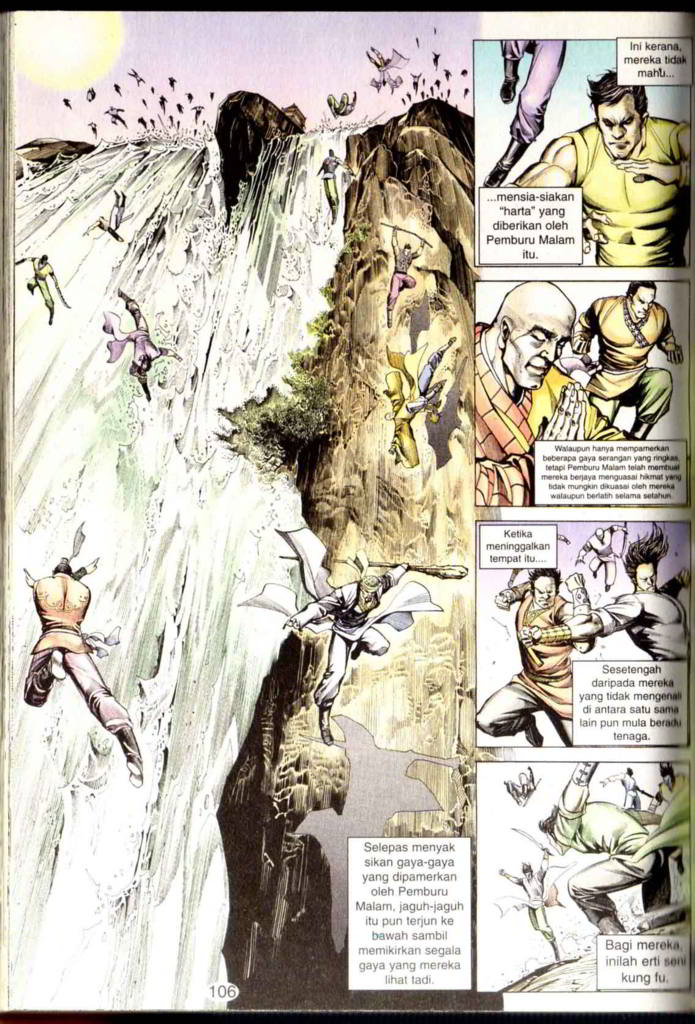 Selepas menyak
sikan gaya-gaya
yang dipamerkan
oleh Pemburu
Malam, jaguh-jaguh
itu pun terjun ke
bawah sambil
memikirkan segala
gaya yang mereka
lihat tadi.
Ini kerana,
mereka tidak
mahu...
...mensia-siakan
"harta" yang
diberikan oleh
Pemburu Malam
itu.
Walaupun hanya mempamerkan
beberapa gaya serangan yang ringkas,
tetapi Pemburu Malam telah membuat
mereka berjaya menguasai hikmat yang
tidak mungkin dikuasai oleh mereka
walaupun berlatih selama setahun.
Ketika
meninggalkan
tempat itu....
Sesetengah
daripada mereka
yang tidak mengenali
di antara satu sama
lain pun mula beradu
tenaga.
Bagi mereka,
inilah erti seni
kung fu.
106